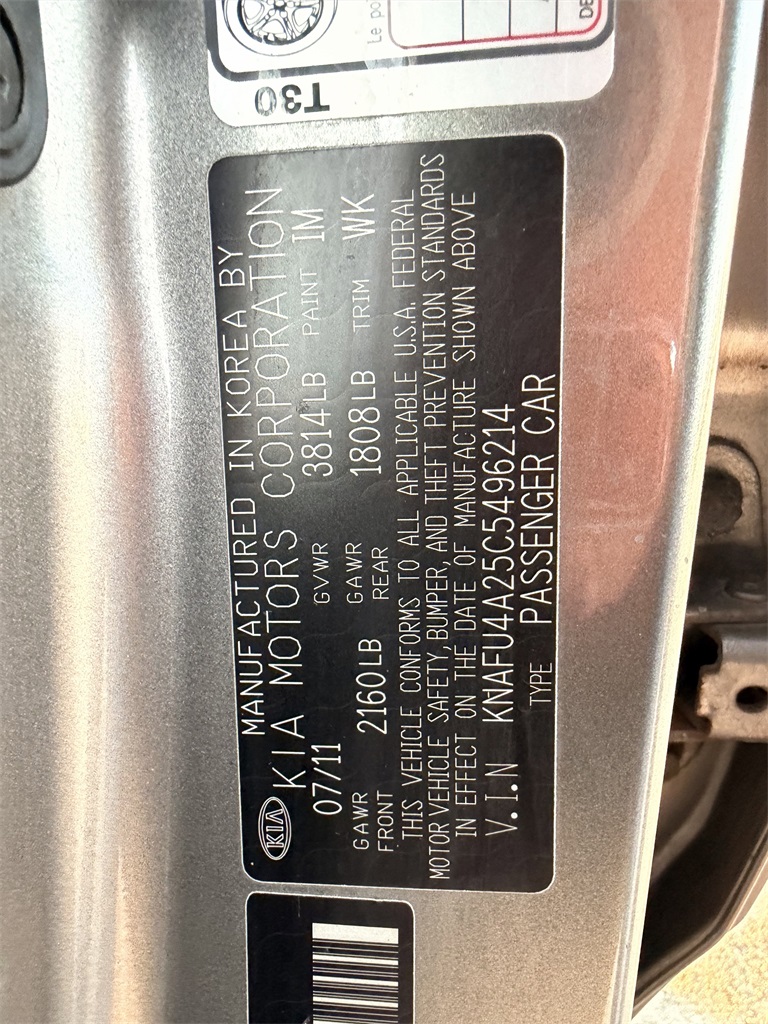 KIA
MANUFACTURED IN KOREA BY
KIA MOTORS CORPORATION
07/11 GVWR 3814LB PAINT IM
GAWR FRONT 2160LB GAWR REAR 1808LB TRIM WK
THIS VEHICLE CONFORMS TO ALL APPLICABLE U.S.A. FEDERAL
MOTOR VEHICLE SAFETY, BUMPER, AND THEFT PREVENTION STANDARDS
IN EFFECT ON THE DATE OF MANUFACTURE SHOWN ABOVE
V.I.N KNAFU4A25C5496214
TYPE PASSENGER CAR
T30
Le